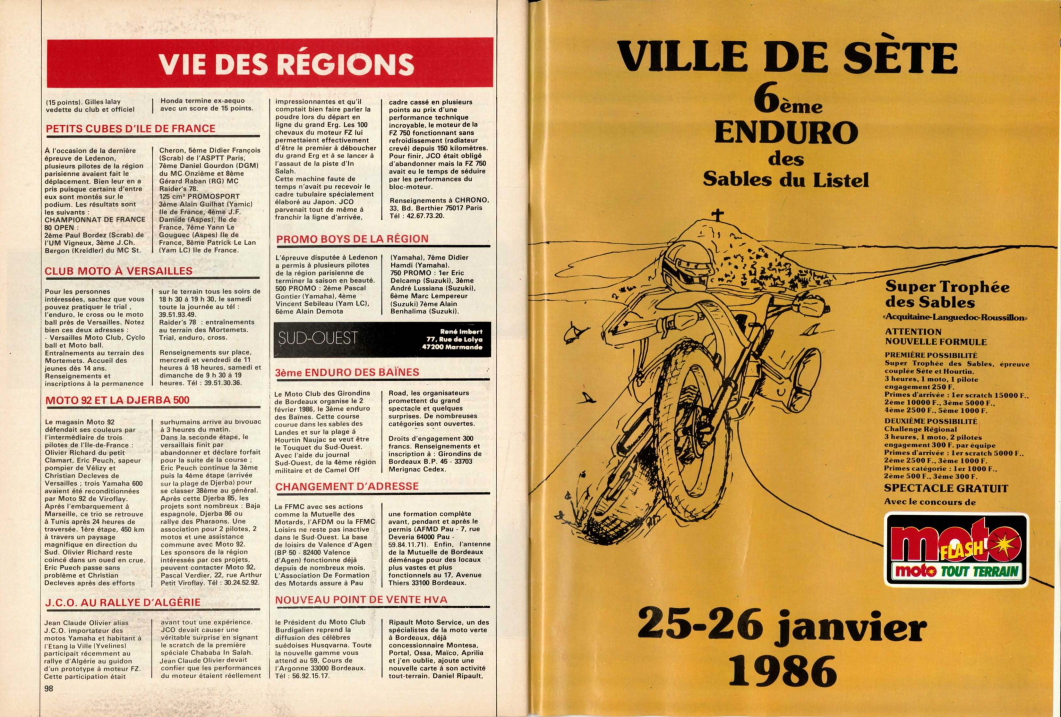 VIE DES RÉGIONS
(15 points). Gilles lalay
vedette du club et officiel
Honda termine ex-aequo
avec un score de 15 points.
PETITS CUBES D'ILE DE FRANCE
À l'occasion de la dernière
épreuve de Ledenon,
plusieurs pilotes de la région
parisienne avaient fait le
déplacement. Bien leur en a
pris puisque certains d'entre
eux sont montés sur le
podium. Les résultats sont
les suivants :
CHAMPIONNAT DE FRANCE
80 OPEN :
2ème Paul Bordez (Scrab) de
l'UM Vigneux, 3ème J.Ch.
Bergon (Kreidler) du MC St.
Cheron, 5ème Didier François
(Scrab) de l'ASPTT Paris,
7ème Daniel Gourdon (DGM)
du MC Onzième et 8ème
Gérard Raban (RG) MC
Raider's 78.
125 cm³ PROMOSPORT
3ème Alain Guilhat (Yamic)
Ile de France, 4ème J.F.
Damide (Aspes), Ile de
France, 7ème Yann Le
Gouguec (Aspes) Ile de
France, 8ème Patrick Le Lan
(Yam LC) Ile de France.
CLUB MOTO À VERSAILLES
Pour les personnes
intéressées, sachez que vous
pouvez pratiquer le trial ,
l'enduro, le cross ou le moto
ball près de Versailles. Notez
bien ces deux adresses :
- Versailles Moto Club, Cyclo
ball et Moto ball.
Entraînements au terrain des
Mortemets. Accueil des
jeunes dès 14 ans.
Renseignements et
inscriptions à la permanence
sur le terrain tous les soirs de
18 h 30 à 19 h 30, le samedi
toute la journée au tél :
39.51.93.49.
Raider's 78 : entraînements
au terrain des Mortemets.
Trial, enduro, cross.
Renseignements sur place,
mercredi et vendredi de 11
heures à 18 heures, samedi et
dimanche de 9 h 30 à 19
heures. Tél : 39.51.30.36.
MOTO 92 ET LA DJERBA 500
Le magasin Moto 92
défendait ses couleurs par
l'intermédiaire de trois
pilotes de l'Ile-de-France :
Olivier Richard du petit
Clamart, Eric Peuch, sapeur
pompier de Vélizy et
Christian Decleves de
Versailles ; trois Yamaha 600
avaient été reconditionnées
par Moto 92 de Viroflay.
Après l'embarquement à
Marseille, ce trio se retrouve
à Tunis après 24 heures de
traversée. 1ère étape, 450 km
à travers un paysage
magnifique en direction du
Sud. Olivier Richard reste
coincé dans un oued en crue.
Eric Puech passe sans
problème et Christian
Decleves après des efforts
surhumains arrive au bivouac
à 3 heures du matin.
Dans la seconde étape, le
versaillais finit par
abandonner et déclare forfait
pour la suite de la course ;
Eric Peuch continue la 3ème
puis la 4ème étape (arrivée
sur la plage de Djerba) pour
se classer 38ème au général.
Après cette Djerba 85, les
projets sont nombreux : Baja
espagnole, Djerba 86 ou
rallye des Pharaons. Une
association pour 2 pilotes, 2
motos et une assistance
commune avec Moto 92.
Les sponsors de la région
intéressés par ces projets,
peuvent contacter Moto 92,
Pascal Verdier, 22, rue Arthur
Petit Viroflay. Tél : 30.24.52.92.
J.C.O. AU RALLYE D'ALGÉRIE
Jean Claude Olivier alias
J.C.O. importateur des
motos Yamaha et habitant à
l'Etang la Ville (Yvelines)
participait récemment au
rallye d'Algérie au guidon
d'un prototype à moteur FZ.
Cette participation était
avant tout une expérience.
JCO devait causer une
véritable surprise en signant
le scratch de la première
spéciale Chababa In Salah.
Jean Claude Olivier devait
confier que les performances
du moteur étaient réellement
98
impressionnantes et qu'il
comptait bien faire parler la
poudre lors du départ en
ligne du grand Erg. Les 100
chevaux du moteur FZ lui
permettaient effectivement
d'être le premier à déboucher
du grand Erg et à se lancer à
l'assaut de la piste d'In
Salah.
Cette machine faute de
temps n'avait pu recevoir le
cadre tubulaire spécialement
élaboré au Japon. JCO
parvenait tout de même à
franchir la ligne d'arrivée,
cadre cassé en plusieurs
points au prix d'une
performance technique
incroyable, le moteur de la
FZ 750 fonctionnant sans
refroidissement (radiateur
crevé) depuis 150 kilomètres.
Pour finir, JCO était obligé
d'abandonner mais la FZ 750
avait eu le temps de séduire
par les performances du
bloc-moteur.
Renseignements à CHRONO,
33, Bd. Berthier 75017 Paris
Tél : 42.67.73.20.
PROMO BOYS DE LA RÉGION
L'épreuve disputée à Ledenon
a permis à plusieurs pilotes
de la région parisienne de
terminer la saison en beauté.
500 PROMO : 2ème Pascal
Gontier (Yamaha), 4ème
Vincent Sebileau (Yam LC),
6ème Alain Demota
(Yamaha), 7ème Didier
Hamdi (Yamaha).
750 PROMO : 1er Eric
Delcamp (Suzuki), 3ème
André Lussiana (Suzuki),
6ème Marc Lempereur
(Suzuki) 7ème Alain
Benhalima (Suzuki).
SUD-OUEST
René Imbert
77, Rue de Lolya
47200 Marmande
3ème ENDURO DES BAÏNES
Le Moto Club des Girondins
de Bordeaux organise le 2
février 1986, le 3ème enduro
des Baïnes. Cette course
courue dans les sables des
Landes et sur la plage à
Hourtin Naujac se veut être
le Touquet du Sud-Ouest.
Avec l'aide du journal
Sud-Ouest, de la 4ème région
militaire et de Camel Off
Road, les organisateurs
promettent du grand
spectacle et quelques
surprises. De nombreuses
catégories sont ouvertes.
Droits d'engagement 300
francs. Renseignements et
inscription à : Girondins de
Bordeaux B.P. 45 - 33703
Merignac Cedex.
CHANGEMENT D'ADRESSE
La FFMC avec ses actions
comme la Mutuelle des
Motards, l'AFDM ou la FFMC
Loisirs ne reste pas inactive
dans le Sud-Ouest. La base
de loisirs de Valence d'Agen
(BP 50 - 82400 Valence
d'Agen) fonctionne déjà
depuis de nombreux mois.
L'Association De Formation
des Motards assure à Pau
une formation complète
avant, pendant et après le
permis (AFMD Pau - 7, rue
Deveria 64000 Pau -
59.84.11.71). Enfin, l'antenne
de la Mutuelle de Bordeaux
déménage pour des locaux
plus vastes et plus
fonctionnels au 17, Avenue
Thiers 33100 Bordeaux.
NOUVEAU POINT DE VENTE HVA
le Président du Moto Club
Burdigalien reprend la
diffusion des célèbres
suédoises Husqvarna. Toute
la nouvelle gamme vous
attend au 59, Cours de
l'Argonne 33000 Bordeaux.
Tél : 56.92.15.17.
Ripault Moto Service, un des
spécialistes de la moto verte
à Bordeaux, déjà
concessionnaire Montesa,
Portal, Ossa, Maïco, Aprilia
et j'en oublie, ajoute une
nouvelle carte à son activité
tout-terrain. Daniel Ripault,
VILLE DE SÈTE
6ème
ENDURO
des
Sables du Listel
Super Trophée
des Sables
«Acquitaine-Languedoc-Roussillon»
ATTENTION
NOUVELLE FORMULE
PREMIÈRE POSSIBILITÉ
Super Trophée des Sables, épreuve
couplée Sète et Hourtin.
3 heures, 1 moto, 1 pilote
engagement 250 F.
Primes d'arrivée : 1er scratch 15000 F..
2ème 10000 F., 3ème 5000 F.,
4ème 2500 F., 5ème 1000 F.
DEUXIÈME POSSIBILITÉ
Challenge Régional
3 heures, 1 moto, 2 pilotes
engagement 300 F. par équipe
Primes d'arrivée : 1er scratch 5000 F..
2ème 2500 F., 3ème 1000 F.
Primes catégorie : 1er 1000 F..
2ème 500 F., 3ème 300 F.
SPECTACLE GRATUIT
Avec le concours de
moto
FLASH!
moto TOUT TERRAIN
25-26 janvier
1986